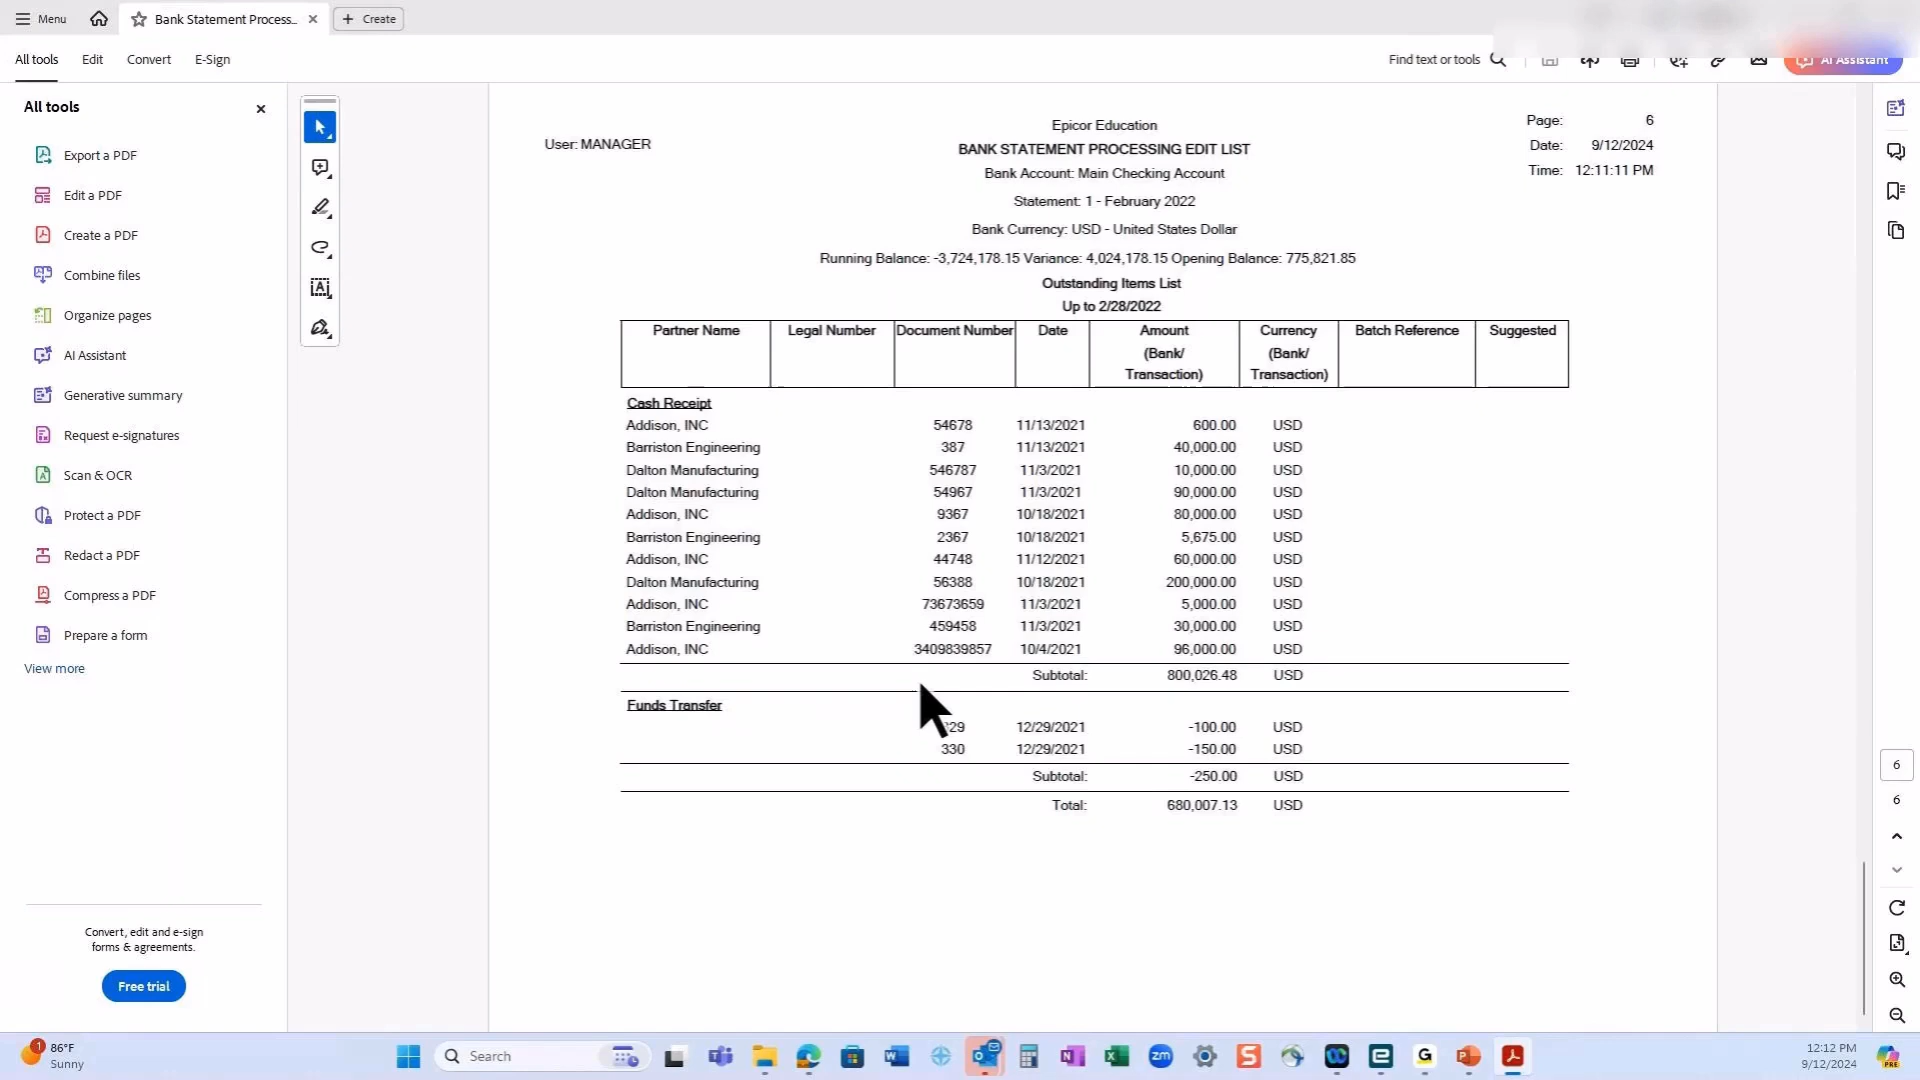 Menu
Bank Statement Process...
Create
All tools
Edit
Convert
E-Sign
Find text or tools
AI Assistant
All tools
Export a PDF
Edit a PDF
Create a PDF
Combine files
Organize pages
AI Assistant
Generative summary
Request e-signatures
Scan & OCR
Protect a PDF
Redact a PDF
Compress a PDF
Prepare a form
View more
Convert, edit and e-sign
forms & agreements.
Free trial
User: MANAGER
Epicor Education
BANK STATEMENT PROCESSING EDIT LIST
Bank Account: Main Checking Account
Statement: 1 - February 2022
Bank Currency: USD - United States Dollar
Running Balance: -3,724,178.15 Variance: 4,024,178.15 Opening Balance: 775,821.85
Outstanding Items List
Up to 2/28/2022
Page: 6
Date: 9/12/2024
Time: 12:11:11 PM
Partner Name Legal Number Document Number Date Amount (Bank/ Transaction) Currency (Bank/ Transaction) Batch Reference Suggested
Cash Receipt
Addison, INC 54678 11/13/2021 600.00 USD
Barriston Engineering 387 11/13/2021 40,000.00 USD
Dalton Manufacturing 546787 11/3/2021 10,000.00 USD
Dalton Manufacturing 54967 11/3/2021 90,000.00 USD
Addison, INC 9367 10/18/2021 80,000.00 USD
Barriston Engineering 2367 10/18/2021 5,675.00 USD
Addison, INC 44748 11/12/2021 60,000.00 USD
Dalton Manufacturing 56388 10/18/2021 200,000.00 USD
Addison, INC 73673659 11/3/2021 5,000.00 USD
Barriston Engineering 459458 11/3/2021 30,000.00 USD
Addison, INC 3409839857 10/4/2021 96,000.00 USD
Subtotal: 800,026.48 USD
Funds Transfer
29 12/29/2021 -100.00 USD
330 12/29/2021 -150.00 USD
Subtotal: -250.00 USD
Total: 680,007.13 USD
6
6
1
86°F
Sunny
Search
12:12 PM
9/12/2024